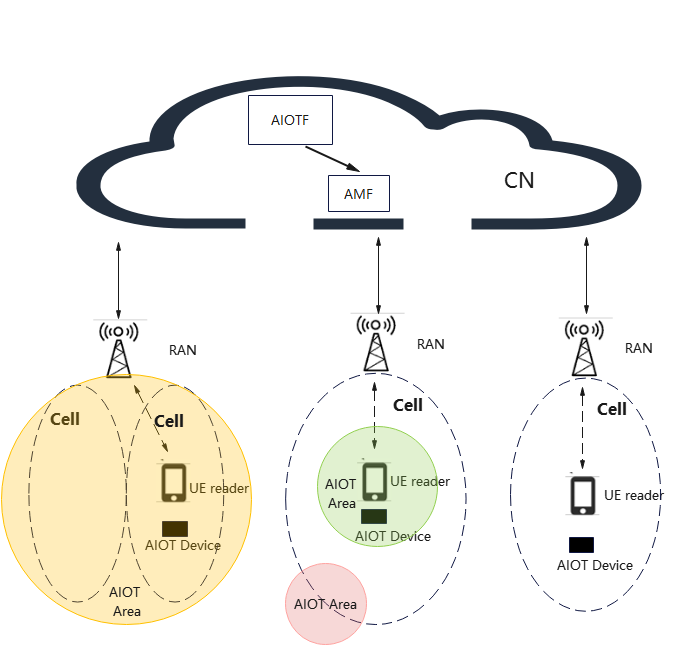 AIOTF
AMF
CN
RAN
RAN
RAN
Cell
Cell
UE reader
AIOT Device
AIOT
Area
Cell
AIOT
Area
UE reader
AIOT Device
AIOT Area
Cell
UE reader
AIOT Device